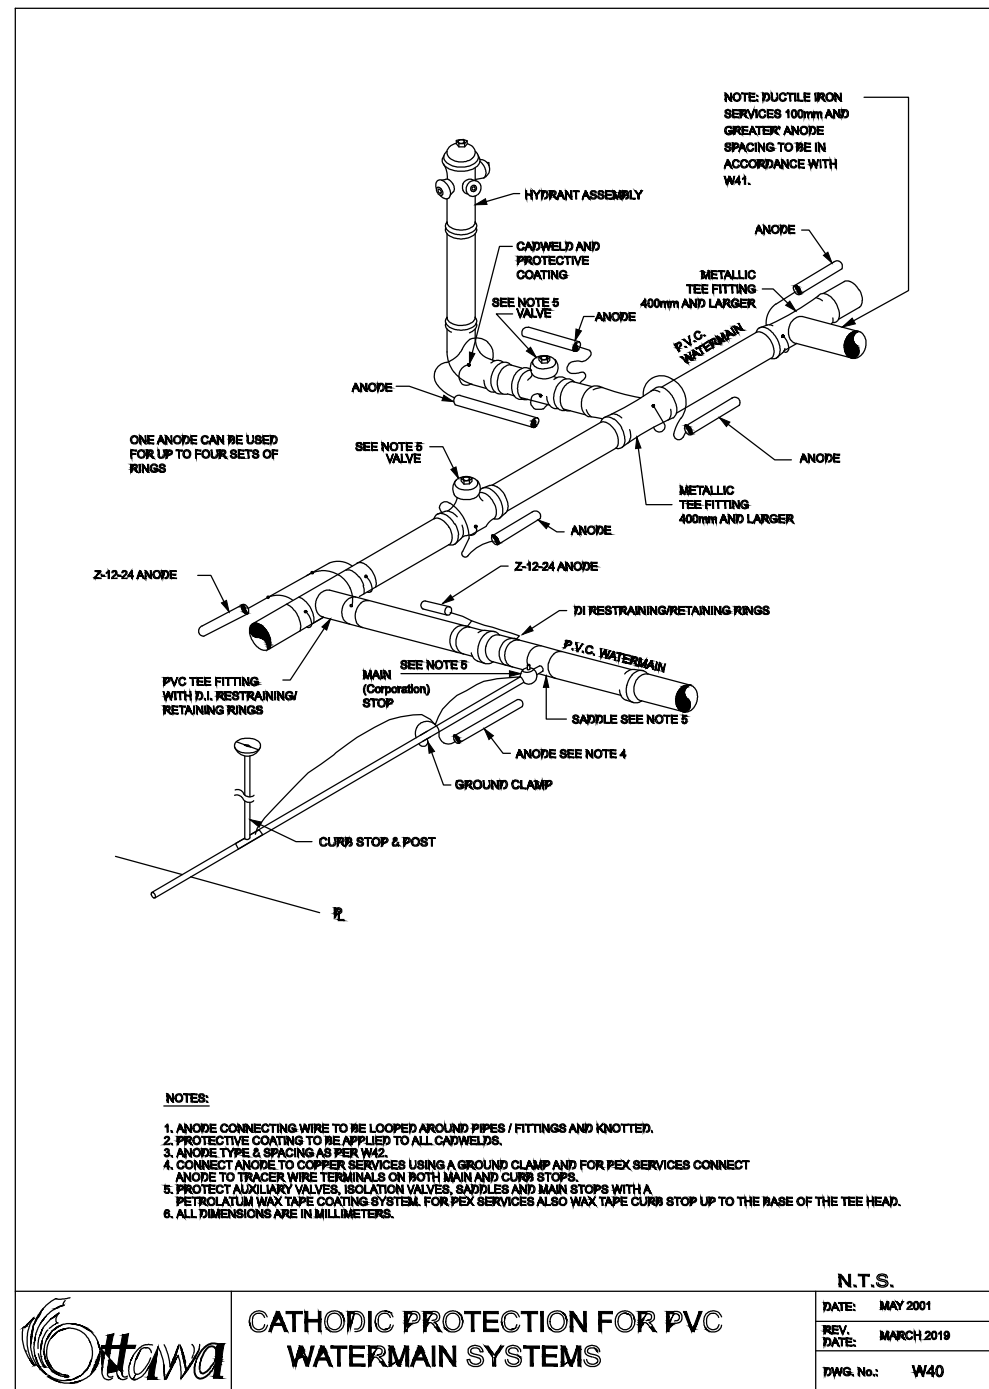 NOTE: DUCTILE IRON
SERVICES 100mm AND
GREATER' ANODE
SPACING TO BE IN
ACCORDANCE WITH
W41.
HYDRANT ASSEMBLY
ANODE
CADWELD AND
PROTECTIVE
COATING
METALLIC
TEE FITTING
400mm AND LARGER
SEE NOTE 5
VALVE
ANODE
P.V.C.
WATERMAIN
ANODE
ONE ANODE CAN BE USED
FOR UP TO FOUR SETS OF
RINGS
SEE NOTE 5
VALVE
ANODE
METALLIC
TEE FITTING
400mm AND LARGER
ANODE
Z-12-24 ANODE
Z-12-24 ANODE
DI RESTRAINING/RETAINING RINGS
P.V.C. WATERMAIN
PVC TEE FITTING
WITH D.I. RESTRAINING/
RETAINING RINGS
SEE NOTE 5
MAIN
(Corporation)
STOP
SADDLE SEE NOTE 5
ANODE SEE NOTE 4
GROUND CLAMP
CURB STOP & POST
PL
NOTES:
1. ANODE CONNECTING WIRE TO BE LOOPED AROUND PIPES / FITTINGS AND KNOTTED.
2. PROTECTIVE COATING TO BE APPLIED TO ALL CADWELDS.
3. ANODE TYPE & SPACING AS PER W42.
4. CONNECT ANODE TO COPPER SERVICES USING A GROUND CLAMP AND FOR PEX SERVICES CONNECT
ANODE TO TRACER WIRE TERMINALS ON BOTH MAIN AND CURB STOPS.
5. PROTECT AUXILIARY VALVES, ISOLATION VALVES, SADDLES AND MAIN STOPS WITH A
PETROLATUM WAX TAPE COATING SYSTEM. FOR PEX SERVICES ALSO WAX TAPE CURB STOP UP TO THE BASE OF THE TEE HEAD.
6. ALL DIMENSIONS ARE IN MILLIMETERS.
N.T.S.
Ottawa
CATHODIC PROTECTION FOR PVC
WATERMAIN SYSTEMS
DATE: MAY 2001
REV.
DATE: MARCH 2019
DWG. No.: W40